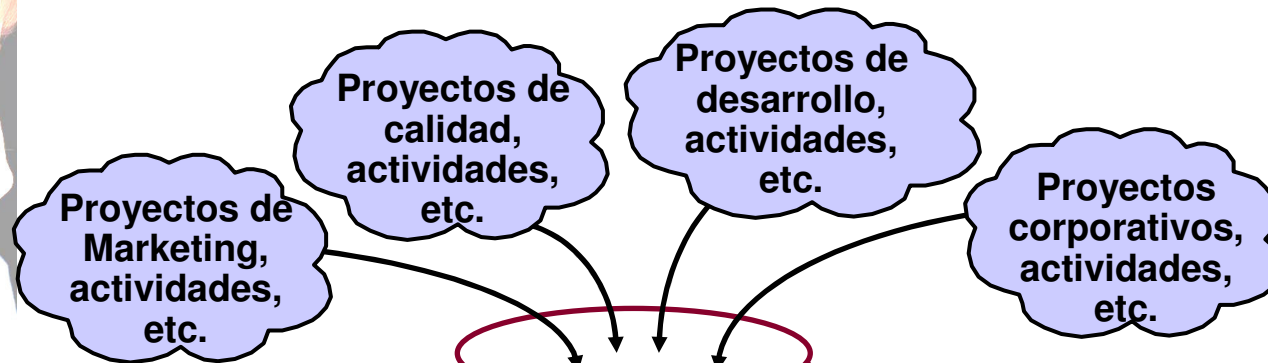 Proyectos de
Marketing,
actividades,
etc.
Proyectos de
calidad,
actividades,
etc.
Proyectos de
desarrollo,
actividades,
etc.
Proyectos
corporativos,
actividades,
etc.